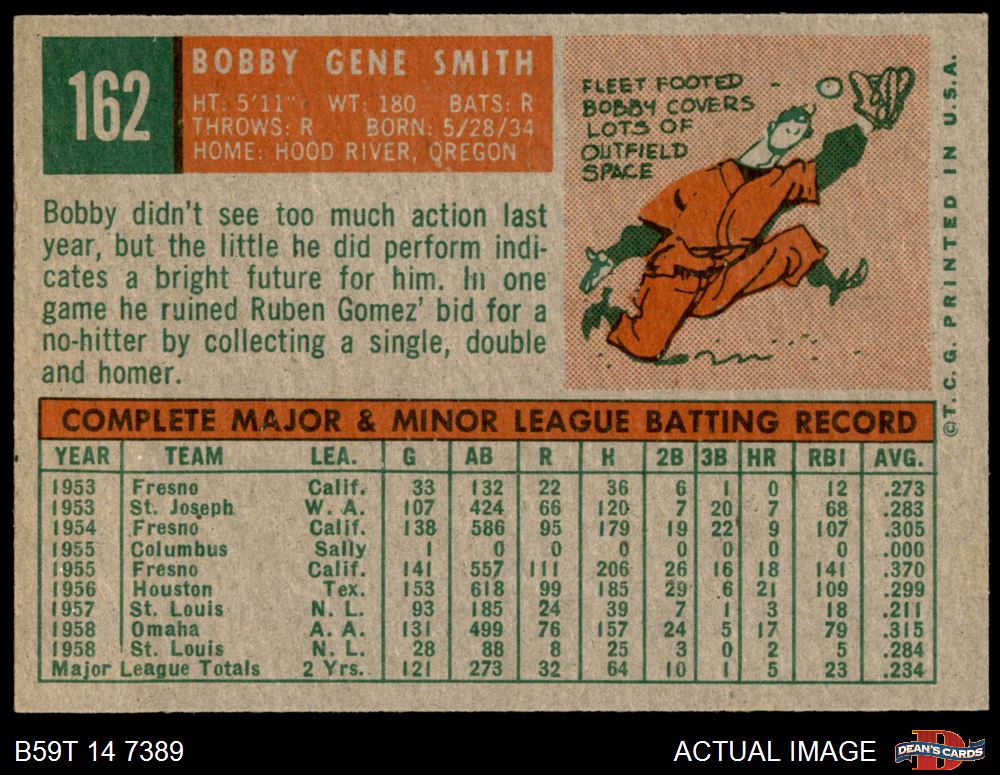 162
BOBBY GENE SMITH
HT: 5'11" WT: 180 BATS: R
THROWS: R BORN: 5/28/34
HOME: HOOD RIVER, OREGON
FLEET FOOTED
BOBBY COVERS
LOTS OF
OUTFIELD
SPACE
Bobby didn't see too much action last
year, but the little he did perform indi-
cates a bright future for him. In one
game he ruined Ruben Gomez' bid for a
no-hitter by collecting a single, double
and homer.
© T. C. G. PRINTED IN U.S.A.
COMPLETE MAJOR & MINOR LEAGUE BATTING RECORD
YEAR TEAM LEA. G AB R H 2B 3B HR RBI AVG.
1953 Fresno Calif. 33 132 22 36 6 1 0 12 .273
1953 St. Joseph W. A. 107 424 66 120 7 20 7 68 .283
1954 Fresno Calif. 138 586 95 179 19 22 9 107 .305
1955 Columbus Sally 1 0 0 0 0 0 0 0 .000
1955 Fresno Calif. 141 557 111 206 26 16 18 141 .370
1956 Houston Tex. 153 618 99 185 29 6 21 109 .299
1957 St. Louis N. L. 93 185 24 39 7 1 3 18 .211
1958 Omaha A. A. 131 499 76 157 24 5 17 79 .315
1958 St. Louis N. L. 28 88 8 25 3 0 2 5 .284
Major League Totals 2 Yrs. 121 273 32 64 10 1 5 23 .234
B59T 14 7389
ACTUAL IMAGE
DEAN'S CARDS